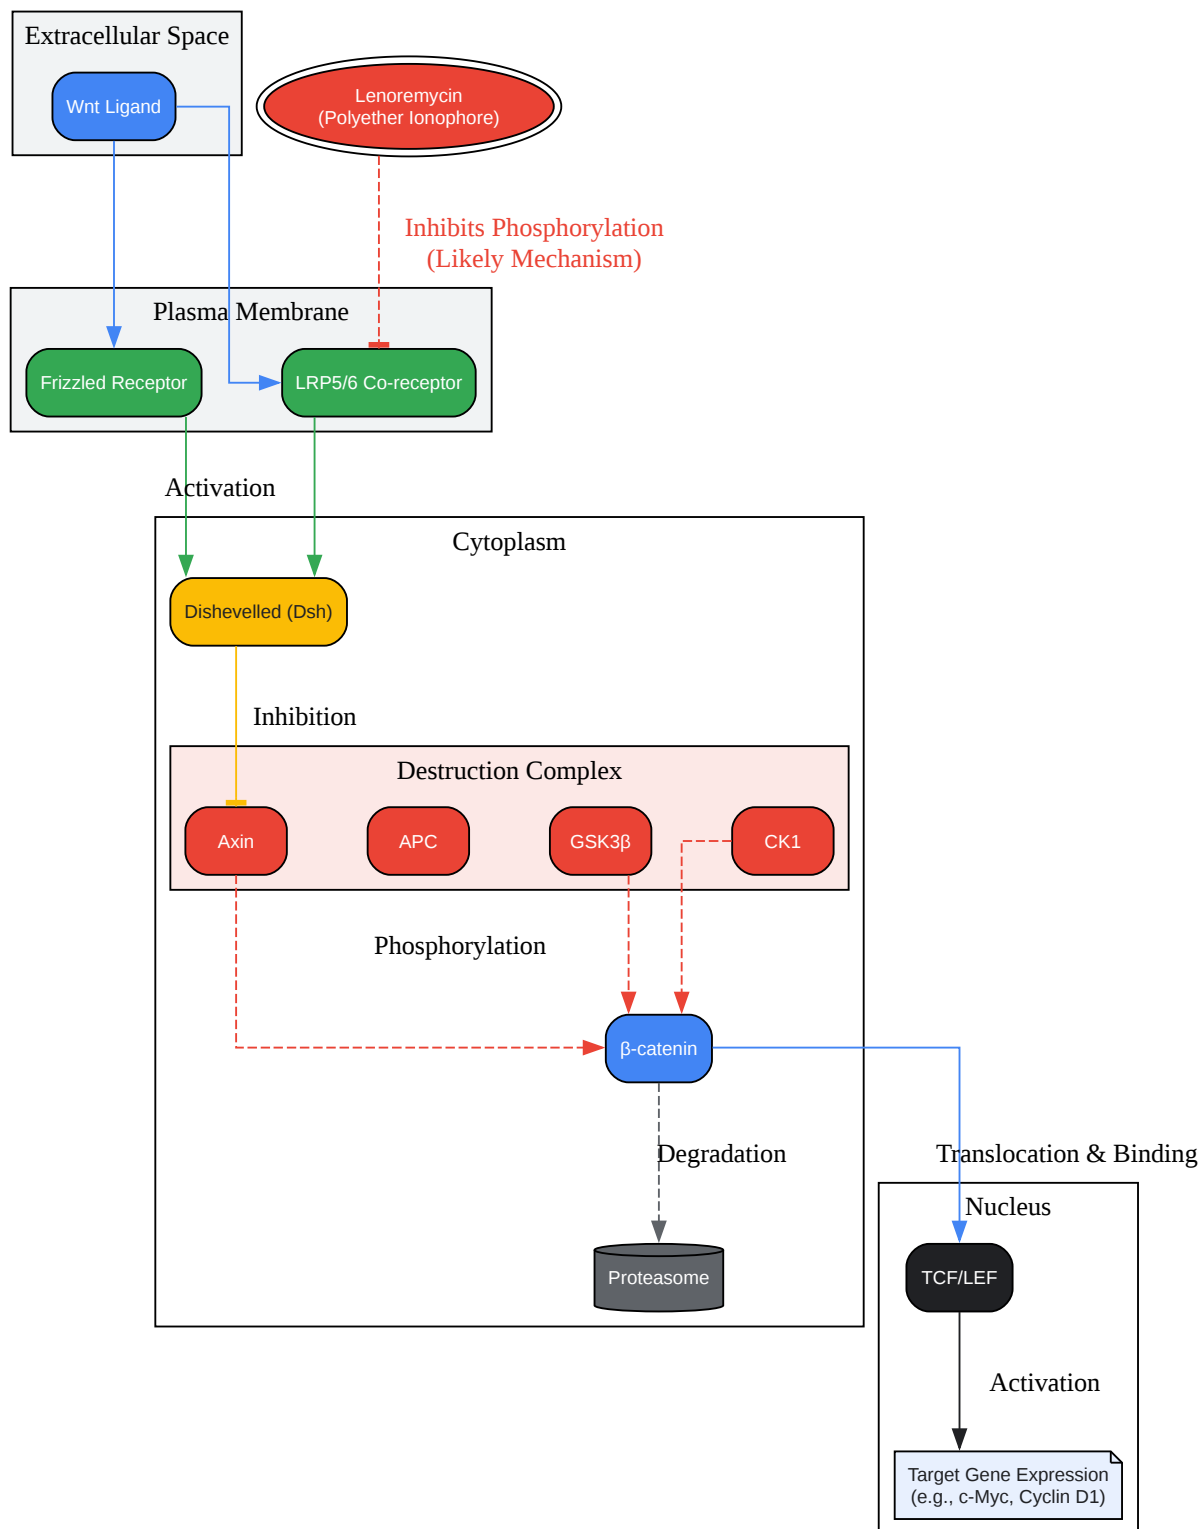 Extracellular Space
Wnt Ligand
Lenoremycin
(Polyether Ionophore)
Inhibits Phosphorylation
(Likely Mechanism)
Plasma Membrane
Frizzled Receptor
LRP5/6 Co-receptor
Activation
Cytoplasm
Dishevelled (Dsh)
Inhibition
Destruction Complex
Axin
APC
GSK3β
CK1
Phosphorylation
β-catenin
Degradation
Translocation & Binding
Nucleus
Proteasome
TCF/LEF
Activation
Target Gene Expression
(e.g., c-Myc, Cyclin D1)